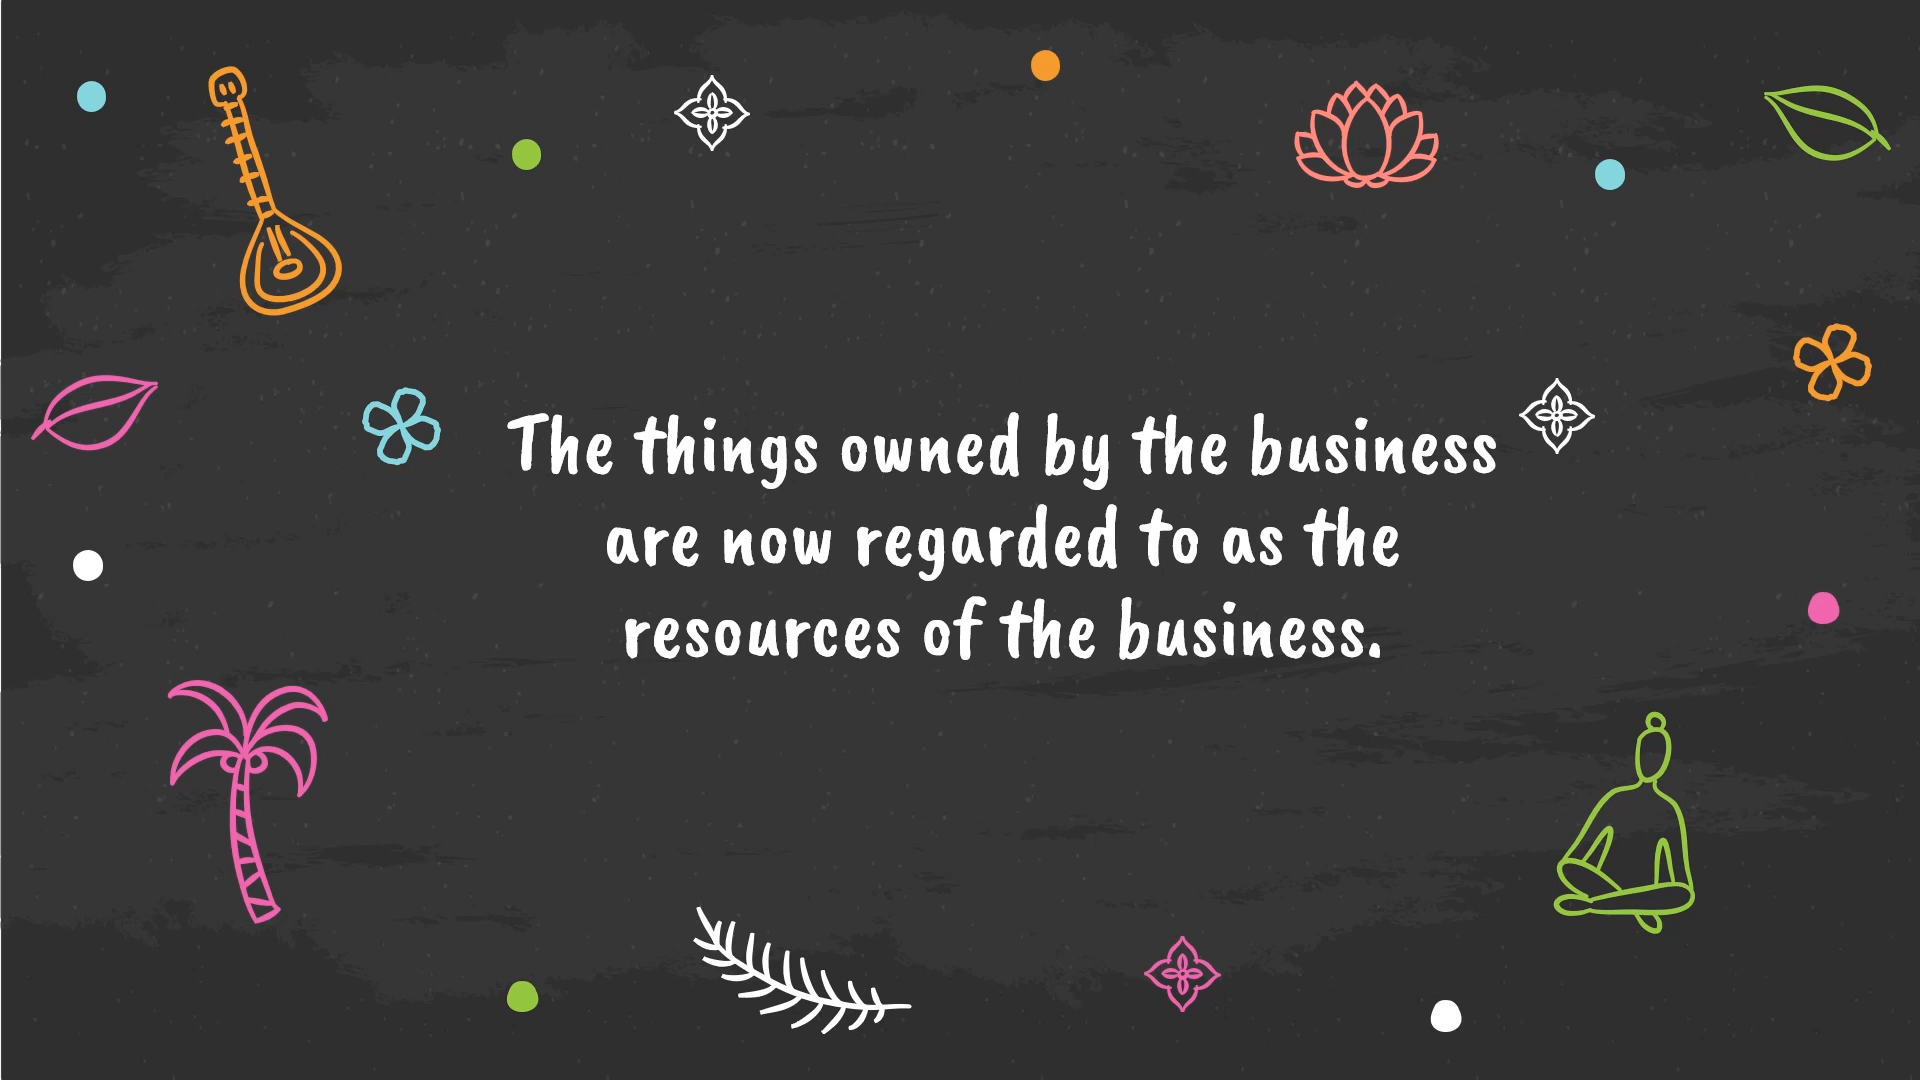 The things owned by the business
are now regarded to as the
resources of the business.